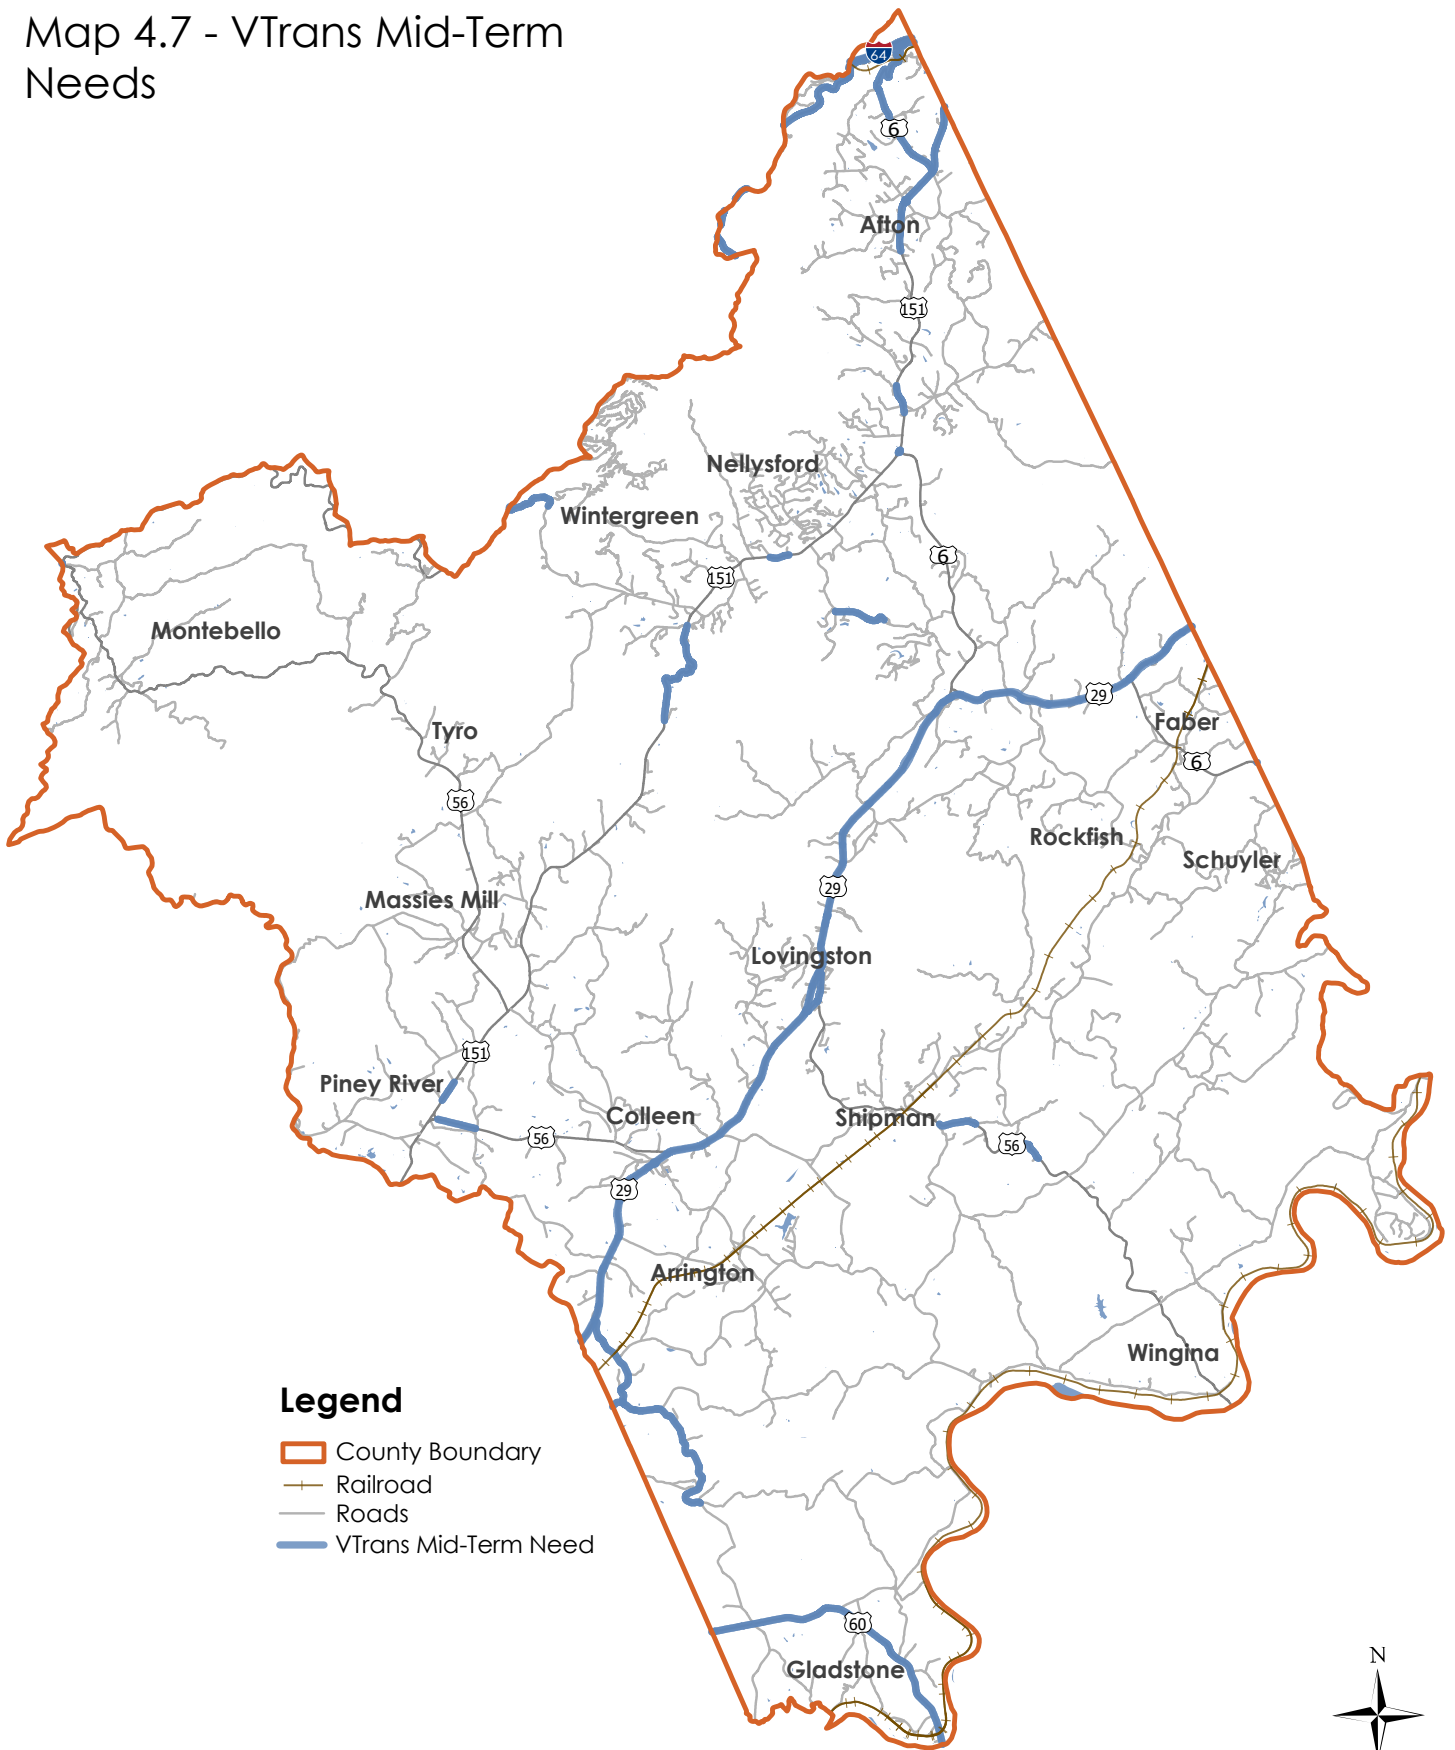 Map 4.7 - VTrans Mid-Term
Needs
64
6
Afton
151
Nellysford
Wintergreen
6
151
Montebello
29
Faber
Tyro
6
56
Rockfish
Schuyler
29
Massies Mill
Lovingston
151
Piney River
Colleen
Shipman
56
56
29
Arrington
Wingina
Legend
County Boundary
Railroad
Roads
VTrans Mid-Term Need
60
Gladstone
N